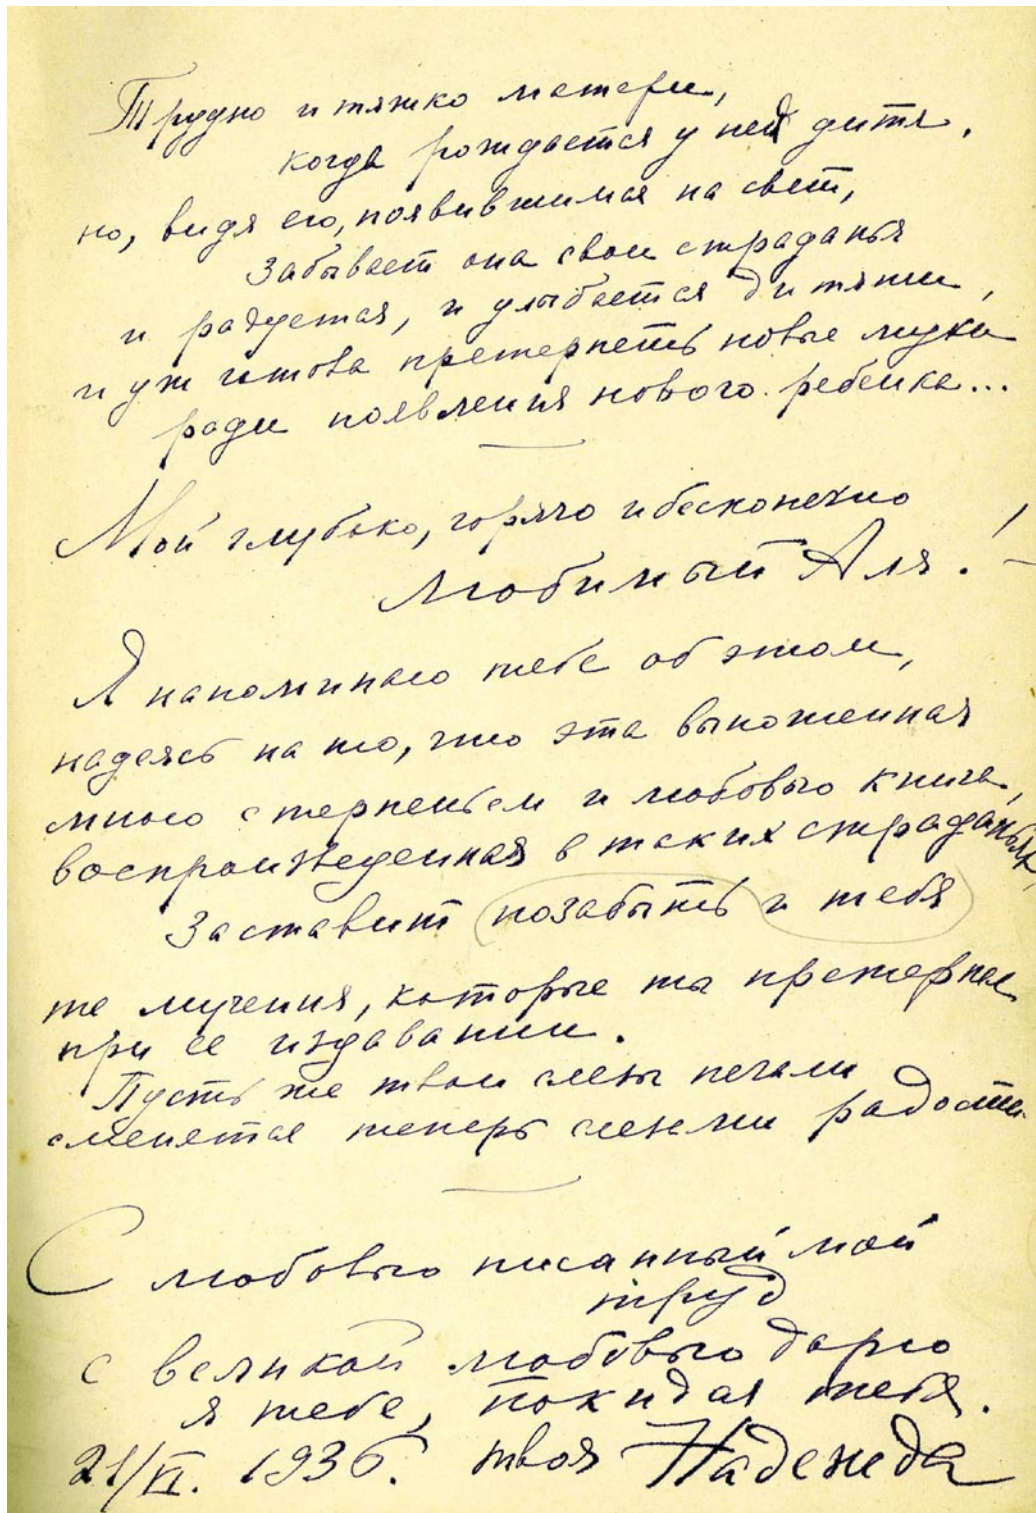 Трудно и тяжко матери,
когда рождается у ней дитя,
но, видя его, появившимся на свет,
Забывает она свои страданья
и радуется, и улыбается дитяти,
и уж готова претерпеть новые муки
ради появления нового ребенка...
Мой глубоко, горячо и бесконечно
любимый Аля! —
Я напоминаю тебе об этом,
надеясь на то, что эта выношенная
мною с терпеньем и любовью книга,
воспроизведенная в таких страданьях,
Заставит позабыть и тебя
те мучения, которые ты претерпел
при ее издавании.
Пусть же твои слезы печали
сменятся теперь слезами радости
С любовью писанный мой
труд
с великой любовью дарю
я тебе, покидая тебя.
21/VI. 1936. твоя Надежда